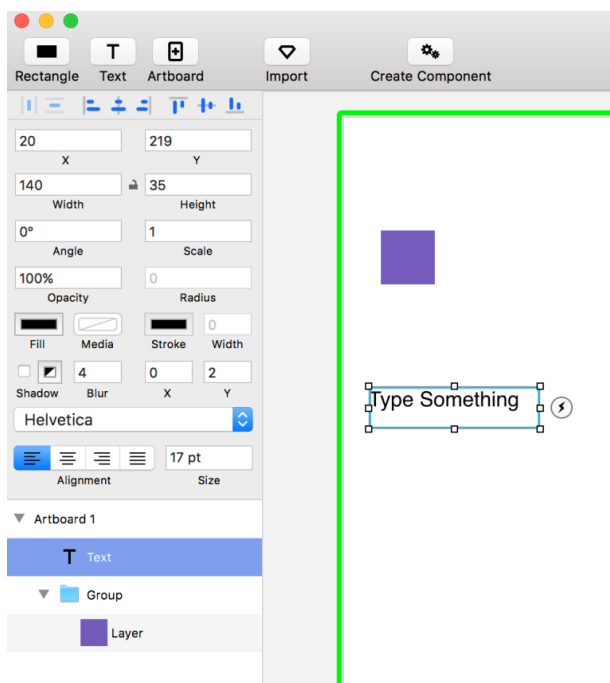 Rectangle Text Artboard Import Create Component
20 219
X Y
140 35
Width Height
0° 1
Angle Scale
100% 0
Opacity Radius
0
Fill Media Stroke Width
4 0 2
Shadow Blur X Y
Helvetica
17 pt
Alignment Size
Artboard 1
T Text
Group
Layer
Type Something